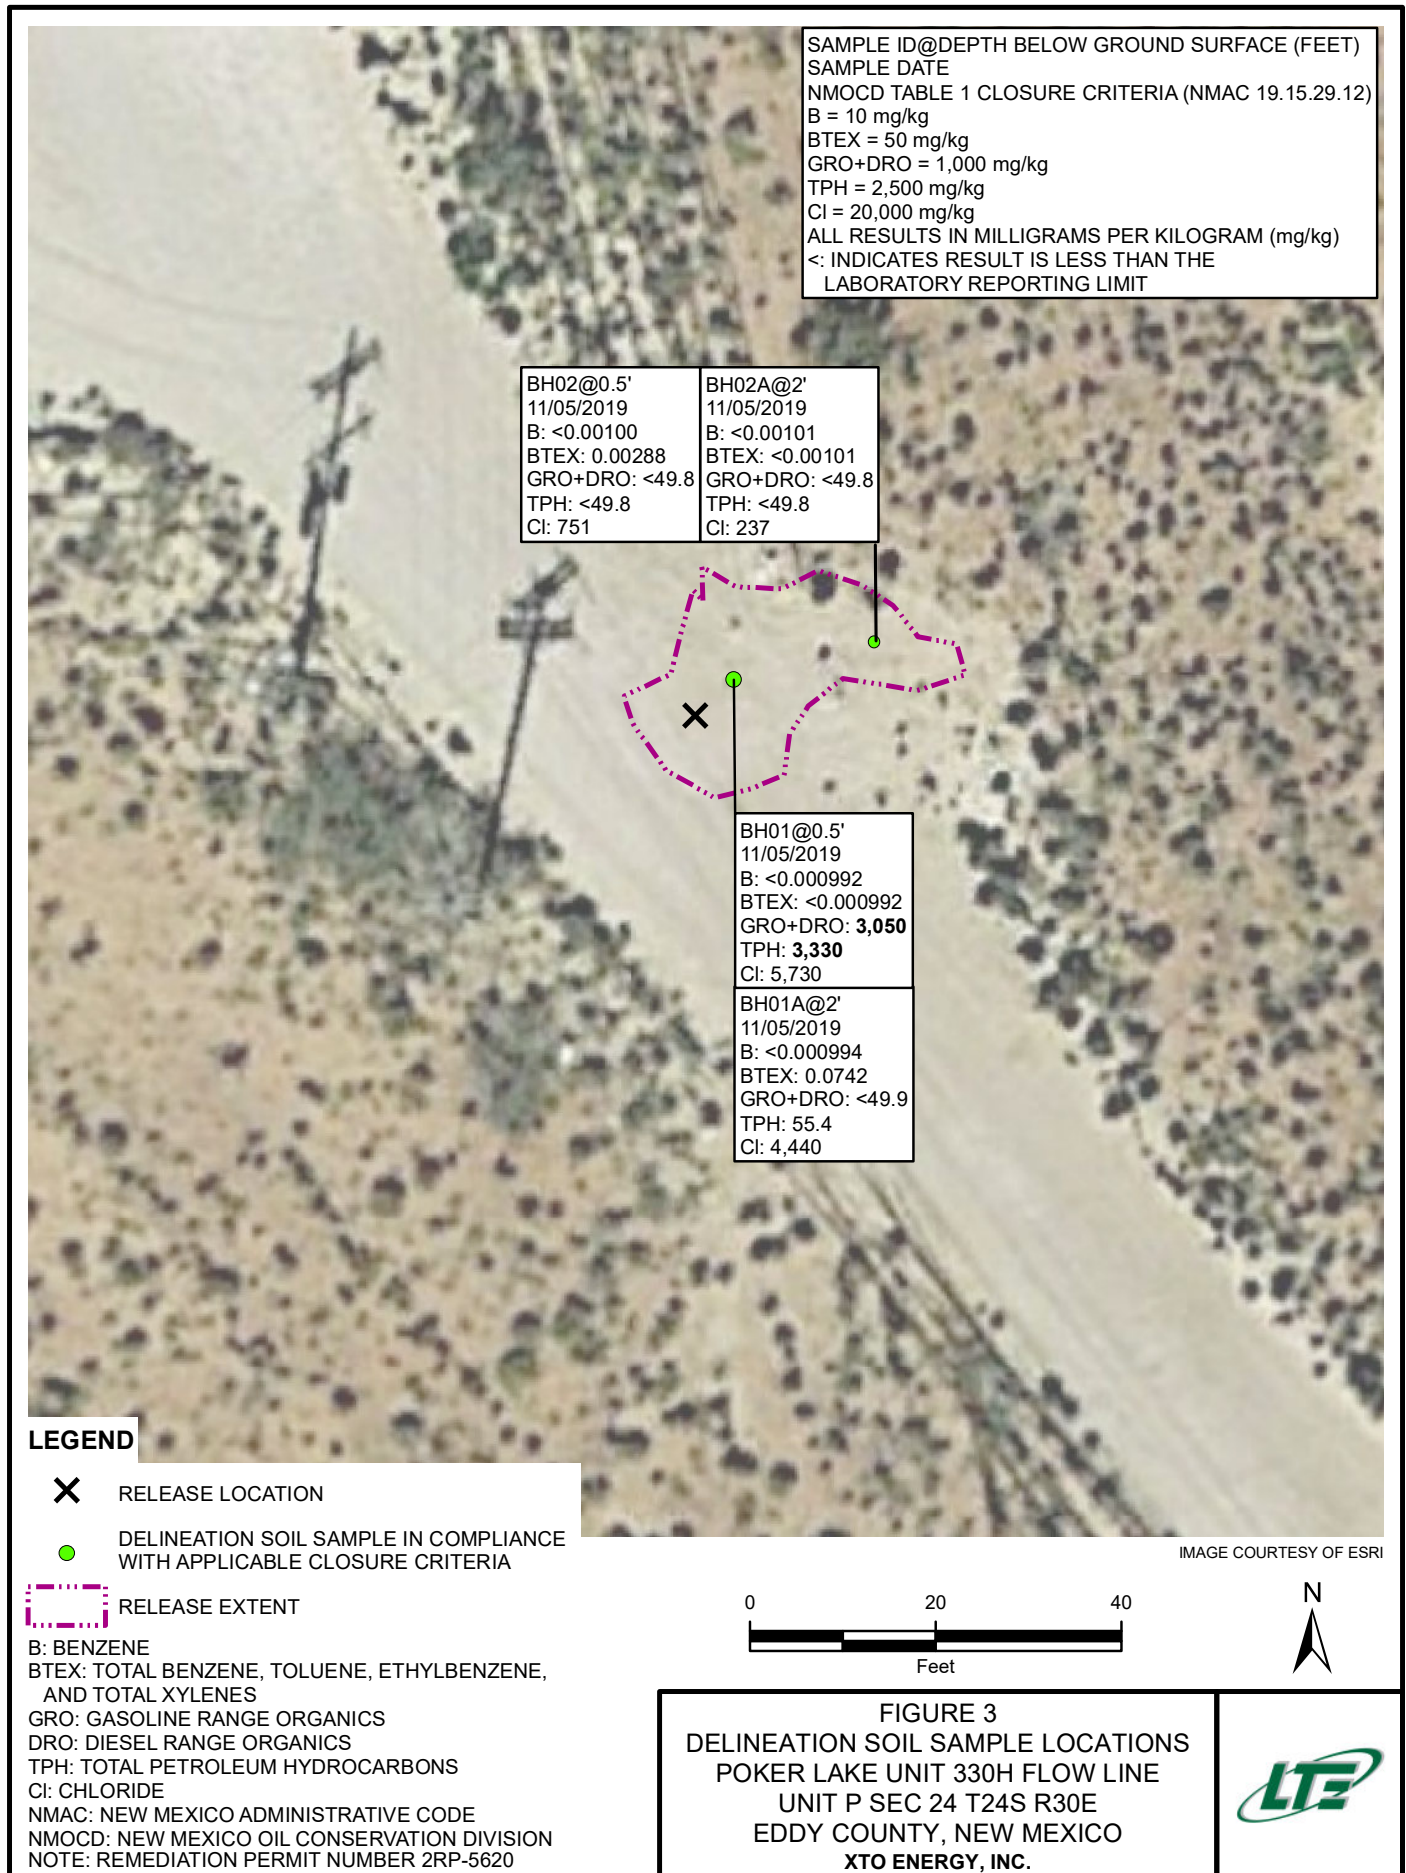 SAMPLE ID@DEPTH BELOW GROUND SURFACE (FEET)
SAMPLE DATE
NMOCD TABLE 1 CLOSURE CRITERIA (NMAC 19.15.29.12)
B = 10 mg/kg
BTEX = 50 mg/kg
GRO+DRO = 1,000 mg/kg
TPH = 2,500 mg/kg
Cl = 20,000 mg/kg
ALL RESULTS IN MILLIGRAMS PER KILOGRAM (mg/kg)
<: INDICATES RESULT IS LESS THAN THE
LABORATORY REPORTING LIMIT
BH02@0.5'
11/05/2019
B: <0.00100
BTEX: 0.00288
GRO+DRO: <49.8
TPH: <49.8
Cl: 751
BH02A@2'
11/05/2019
B: <0.00101
BTEX: <0.00101
GRO+DRO: <49.8
TPH: <49.8
Cl: 237
BH01@0.5'
11/05/2019
B: <0.000992
BTEX: <0.000992
GRO+DRO: 3,050
TPH: 3,330
Cl: 5,730
BH01A@2'
11/05/2019
B: <0.000994
BTEX: 0.0742
GRO+DRO: <49.9
TPH: 55.4
Cl: 4,440
LEGEND
RELEASE LOCATION
DELINEATION SOIL SAMPLE IN COMPLIANCE
WITH APPLICABLE CLOSURE CRITERIA
RELEASE EXTENT
B: BENZENE
BTEX: TOTAL BENZENE, TOLUENE, ETHYLBENZENE,
AND TOTAL XYLENES
GRO: GASOLINE RANGE ORGANICS
DRO: DIESEL RANGE ORGANICS
TPH: TOTAL PETROLEUM HYDROCARBONS
Cl: CHLORIDE
NMAC: NEW MEXICO ADMINISTRATIVE CODE
NMOCD: NEW MEXICO OIL CONSERVATION DIVISION
NOTE: REMEDIATION PERMIT NUMBER 2RP-5620
IMAGE COURTESY OF ESRI
0 20 40
Feet
N
FIGURE 3
DELINEATION SOIL SAMPLE LOCATIONS
POKER LAKE UNIT 330H FLOW LINE
UNIT P SEC 24 T24S R30E
EDDY COUNTY, NEW MEXICO
XTO ENERGY, INC.
LTE